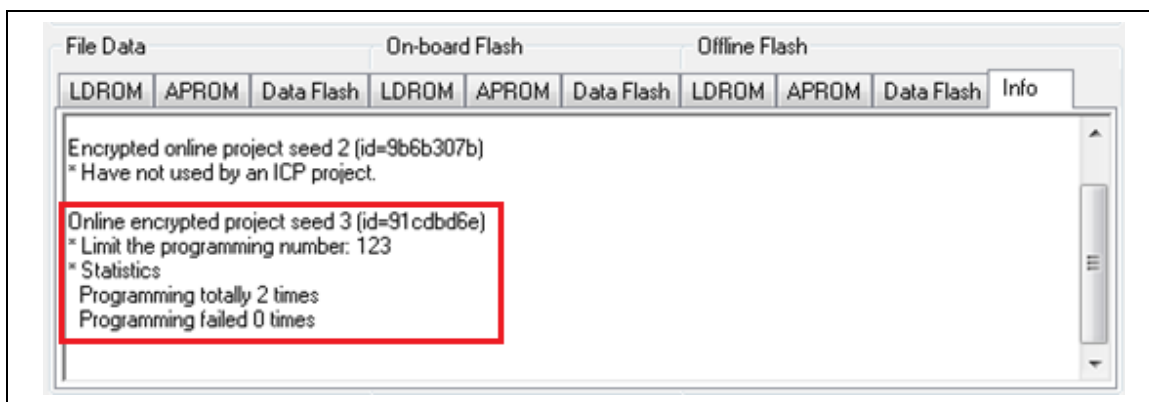 File Data On-board Flash Offline Flash
LDROM APROM Data Flash LDROM APROM Data Flash LDROM APROM Data Flash Info
Encrypted online project seed 2 (id=9b6b307b)
* Have not used by an ICP project.
Online encrypted project seed 3 (id=91cdbd6e)
* Limit the programming number: 123
* Statistics
Programming totally 2 times
Programming failed 0 times